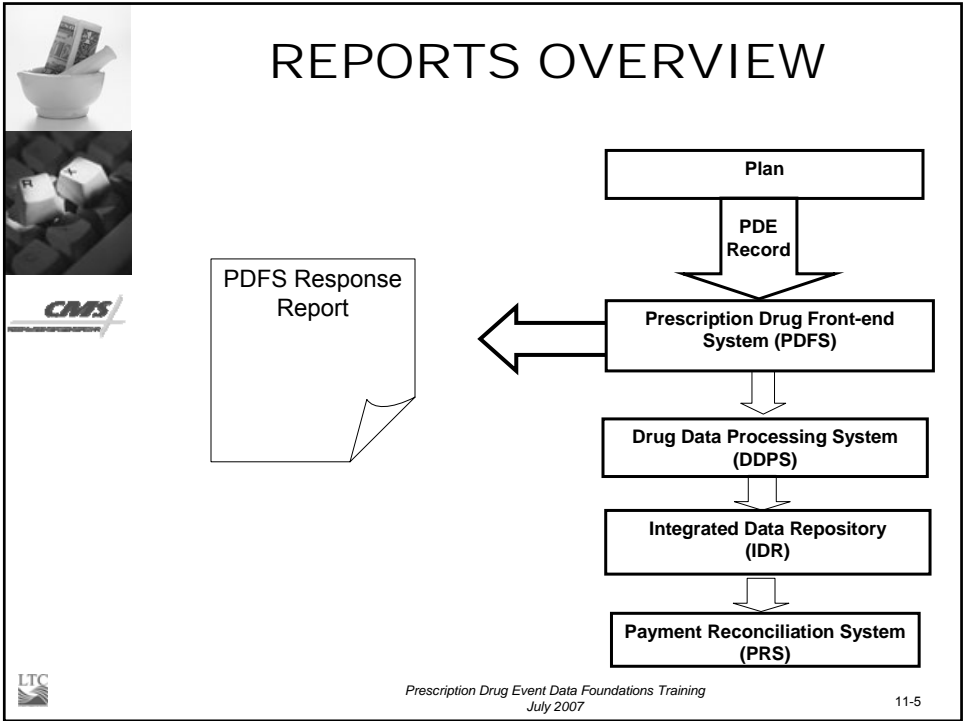 REPORTS OVERVIEW
Plan
PDE
Record
PDFS Response
Report
Prescription Drug Front-end
System (PDFS)
Drug Data Processing System
(DDPS)
Integrated Data Repository
(IDR)
Payment Reconciliation System
(PRS)
R
X
CMS
LTC
Prescription Drug Event Data Foundations Training
July 2007
11-5